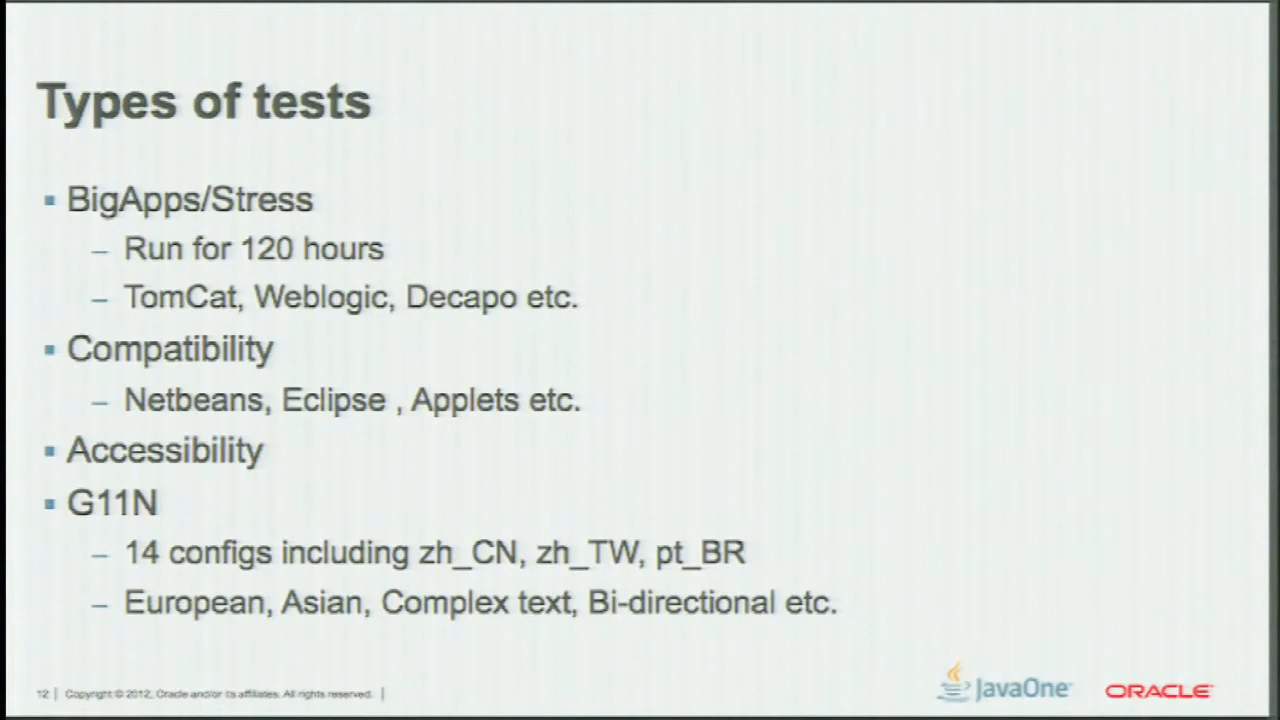 Types of tests
▪ BigApps/Stress
– Run for 120 hours
– TomCat, Weblogic, Decapo etc.
▪ Compatibility
– Netbeans, Eclipse , Applets etc.
▪ Accessibility
▪ G11N
– 14 configs including zh_CN, zh_TW, pt_BR
– European, Asian, Complex text, Bi-directional etc.
12 | Copyright © 2012, Oracle and/or its affiliates. All rights reserved. |
JavaOne ORACLE